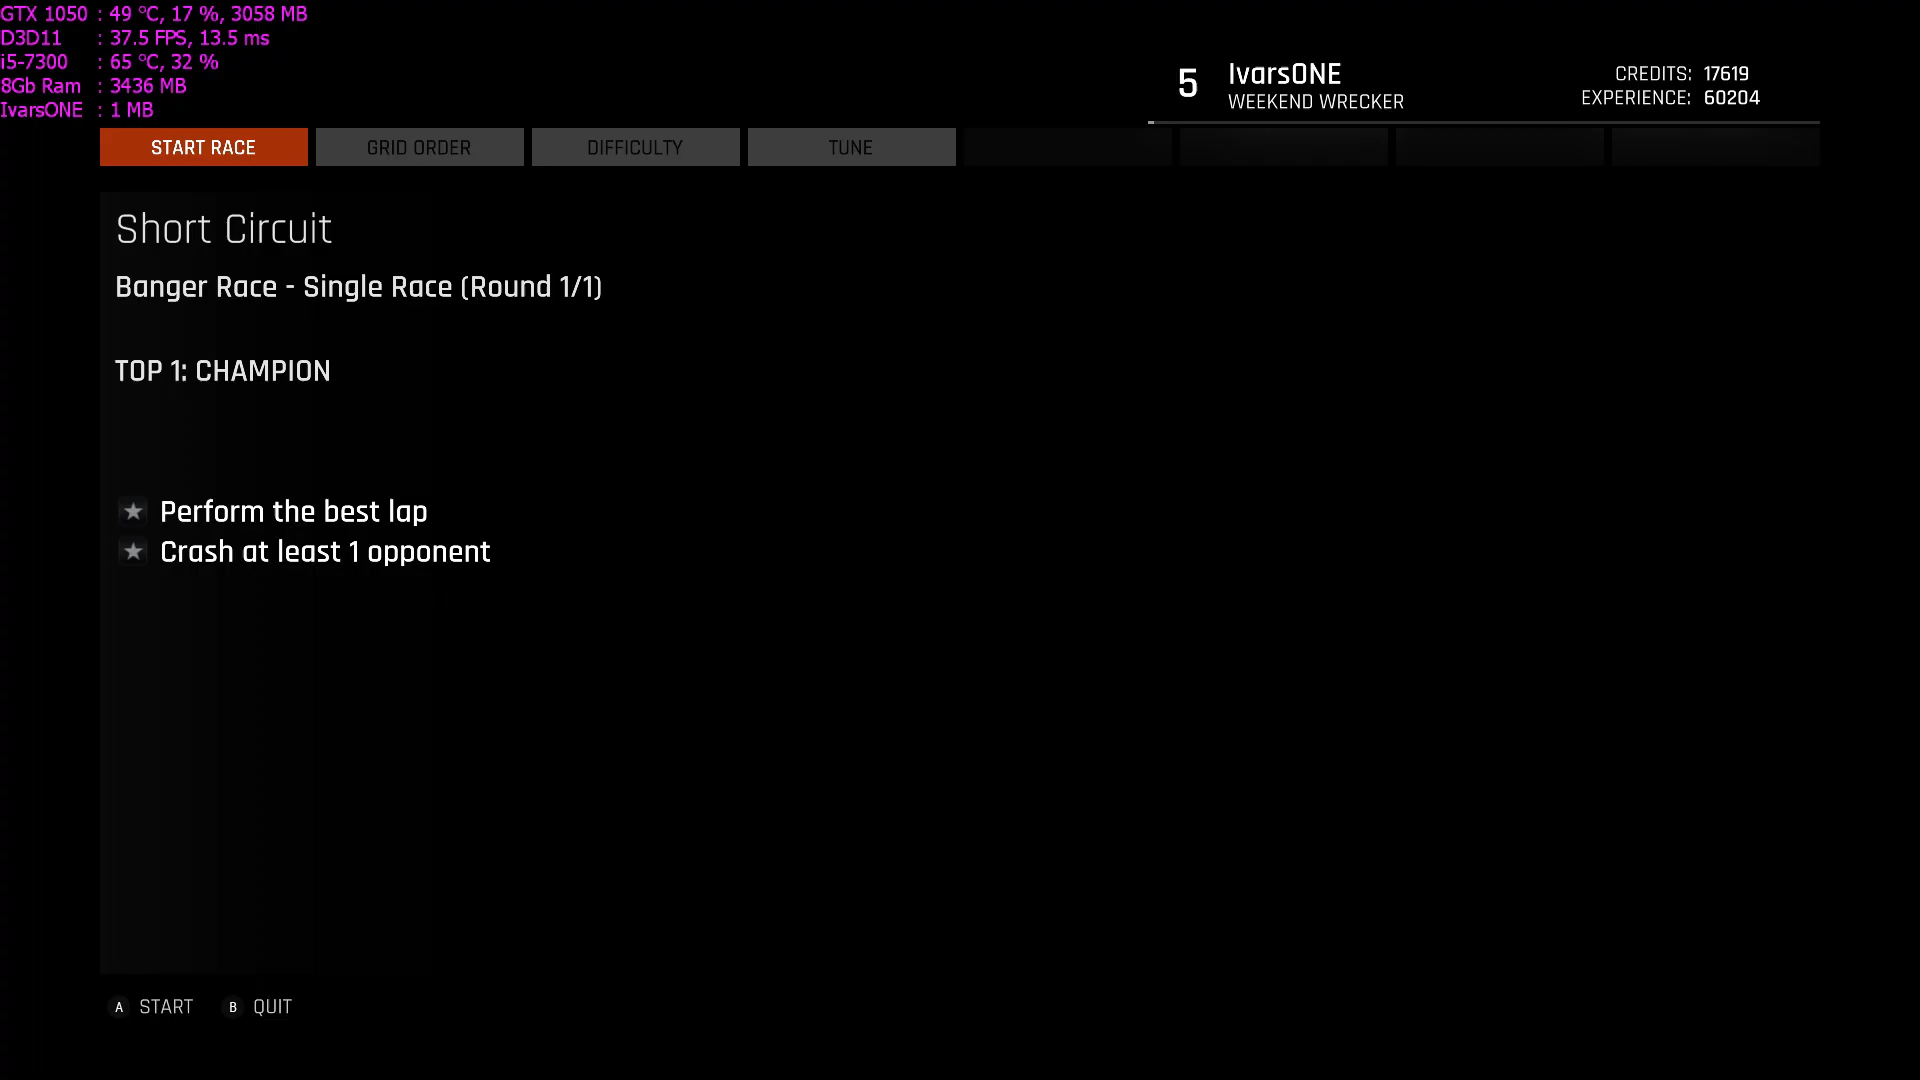 GTX 1050 : 49 °C, 17 %, 3058 MB
D3D11 : 37.5 FPS, 13.5 ms
i5-7300 : 65 °C, 32 %
8Gb Ram : 3436 MB
IvarsONE : 1 MB
5 IvarsONE
WEEKEND WRECKER
CREDITS: 17619
EXPERIENCE: 60204
START RACE GRID ORDER DIFFICULTY TUNE
Short Circuit
Banger Race - Single Race (Round 1/1)
TOP 1: CHAMPION
Perform the best lap
Crash at least 1 opponent
A START B QUIT